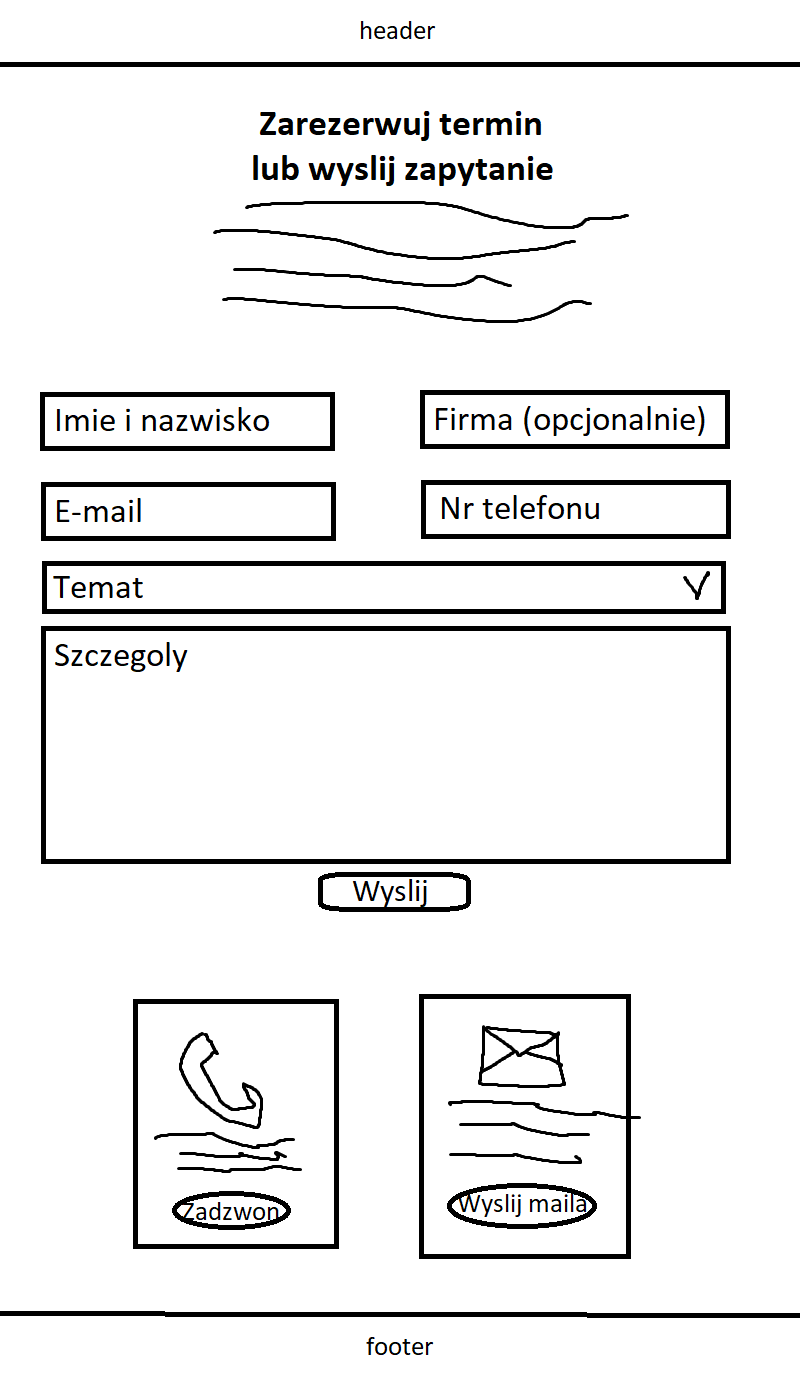 header
Zarezerwuj termin
lub wyslij zapytanie
Imie i nazwisko
Firma (opcjonalnie)
E-mail
Nr telefonu
Temat
Szczegoly
Wyslij
Zadzwon
Wyslij maila
footer